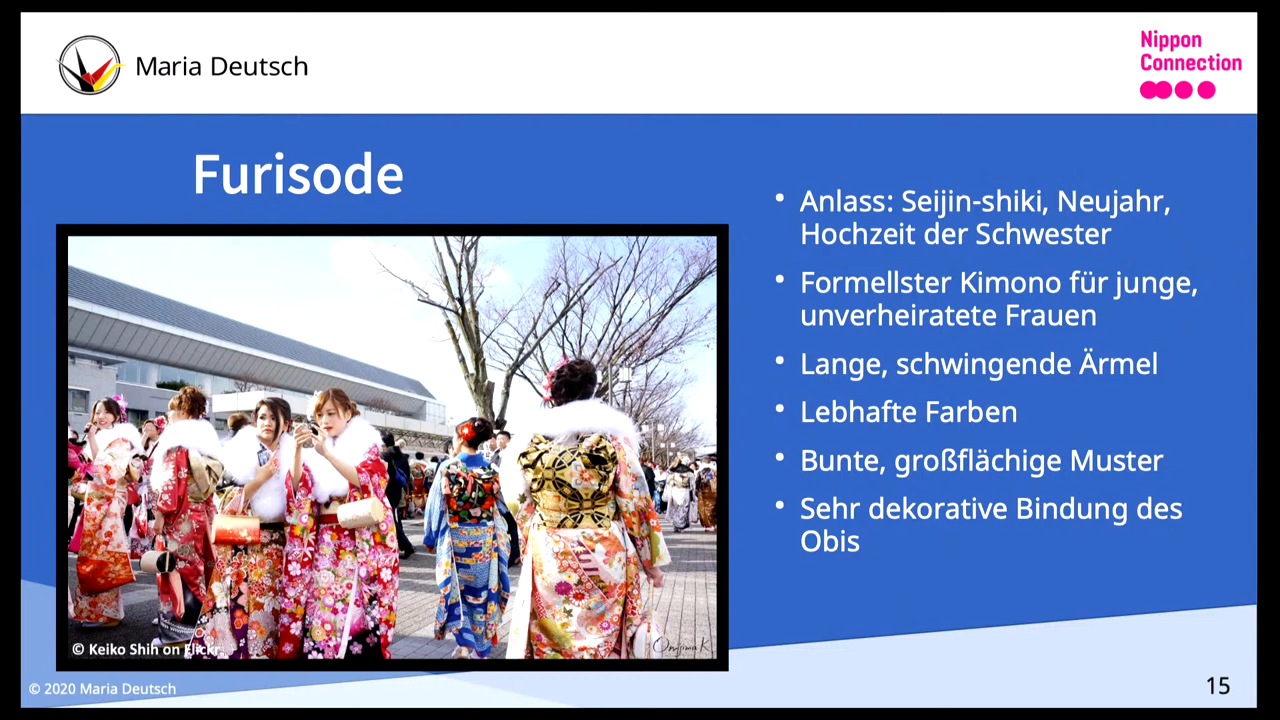 Maria Deutsch
Nippon
Connection
Furisode
• Anlass: Seijin-shiki, Neujahr,
Hochzeit der Schwester
• Formellster Kimono für junge,
unverheiratete Frauen
• Lange, schwingende Ärmel
• Lebhafte Farben
• Bunte, großflächige Muster
• Sehr dekorative Bindung des
Obis
© Keiko Shih on Flickr
© 2020 Maria Deutsch
15